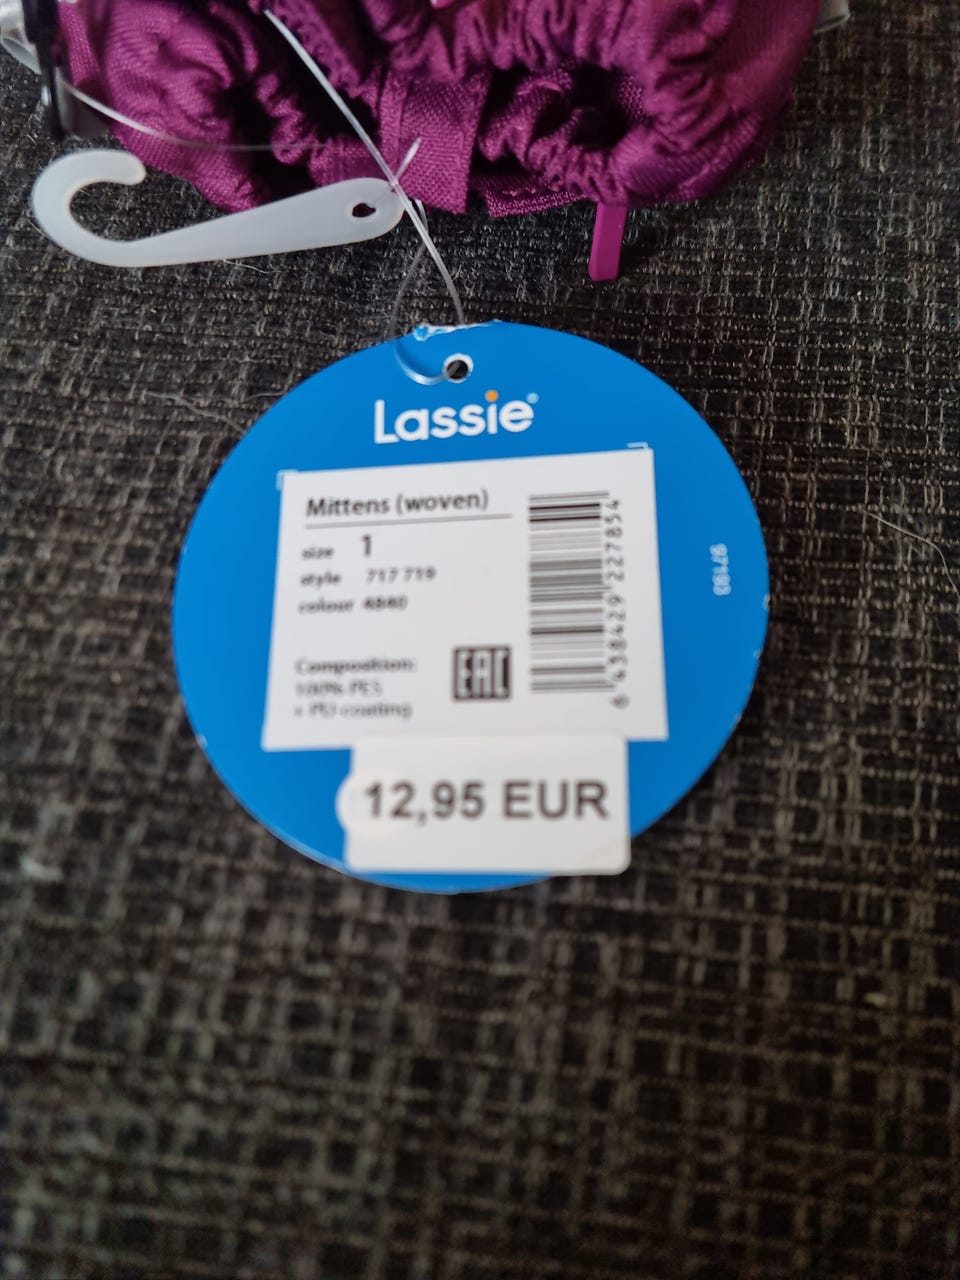 Lassie®
Mittens (woven)
size 1
style 717 719
colour 4840
Composition:
100% PES
+ PU-coating
EAC
6 438429 227854
97193
12,95 EUR